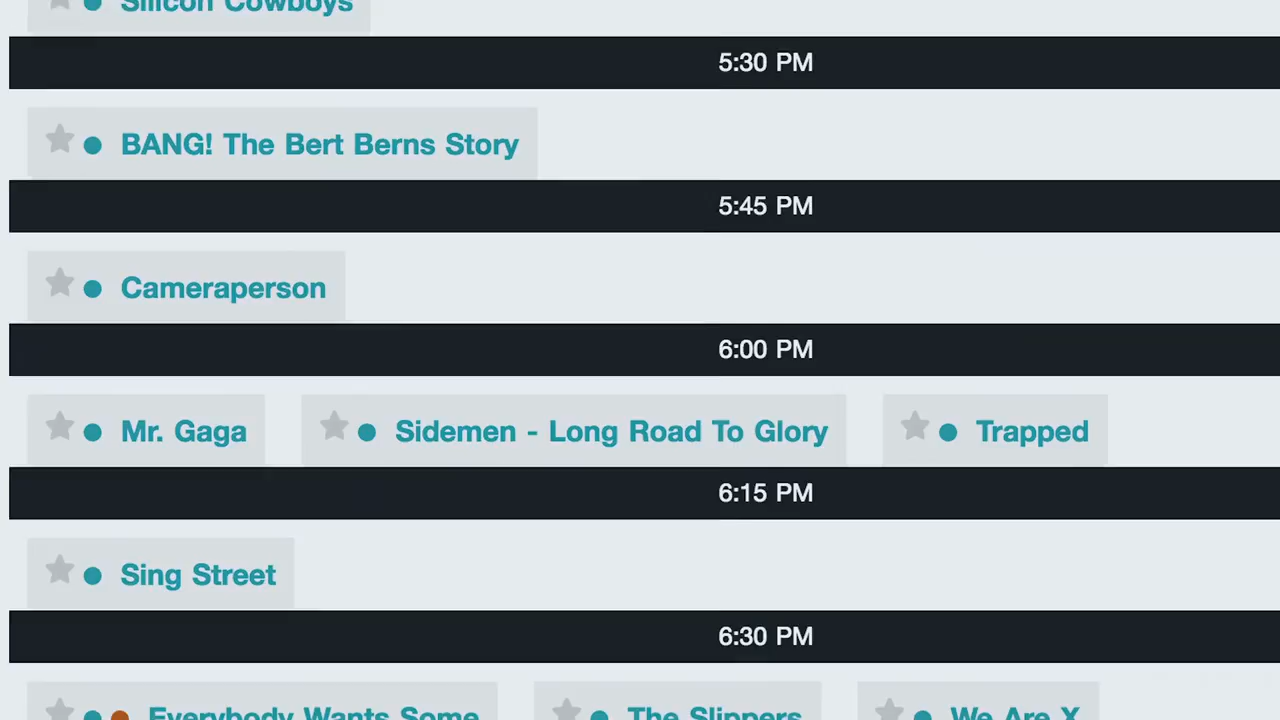 Silicon Cowboys
5:30 PM
BANG! The Bert Berns Story
5:45 PM
Cameraperson
6:00 PM
Mr. Gaga Sidemen - Long Road To Glory Trapped
6:15 PM
Sing Street
6:30 PM
Everybody Wants Some The Slippers We Are X